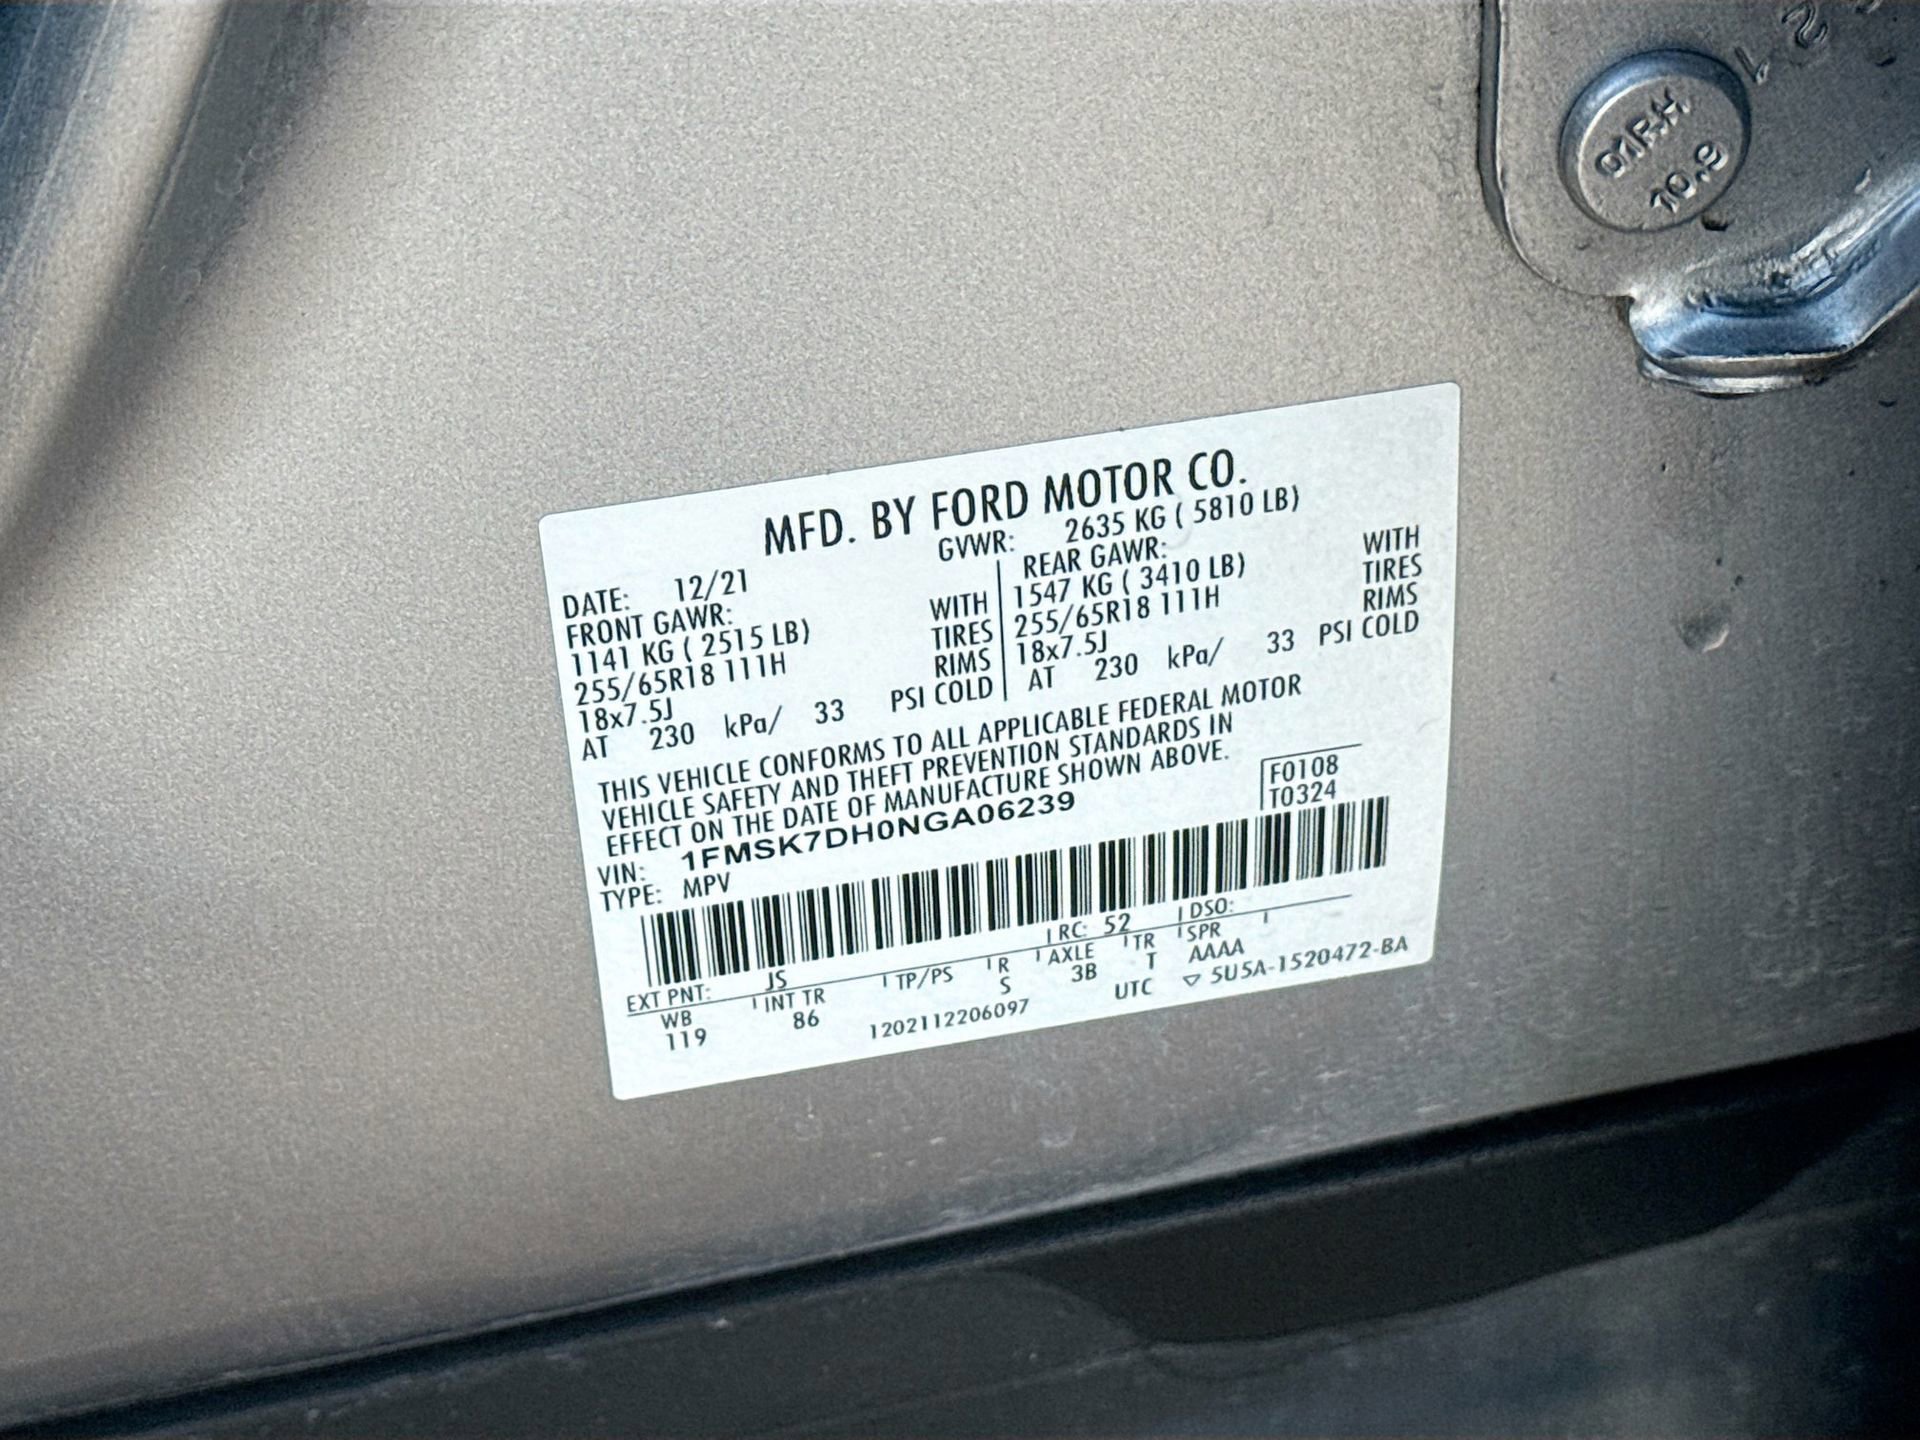 01RH
10.9
2 1
MFD. BY FORD MOTOR CO.
DATE: 12/21 GVWR: 2635 KG ( 5810 LB)
FRONT GAWR: REAR GAWR:
1141 KG ( 2515 LB) WITH 1547 KG ( 3410 LB) WITH
255/65R18 111H TIRES 255/65R18 111H TIRES
18x7.5J RIMS 18x7.5J RIMS
AT 230 kPa/ 33 PSI COLD AT 230 kPa/ 33 PSI COLD
THIS VEHICLE CONFORMS TO ALL APPLICABLE FEDERAL MOTOR
VEHICLE SAFETY AND THEFT PREVENTION STANDARDS IN
EFFECT ON THE DATE OF MANUFACTURE SHOWN ABOVE.
F0108
VIN: 1FMSK7DH0NGA06239 T0324
TYPE: MPV
EXT PNT: JS RC: 52 DSO:
WB INT TR TP/PS R AXLE TR SPR
119 86 S 3B T AAAA
1202112206097 UTC ▽ 5U5A-1520472-BA